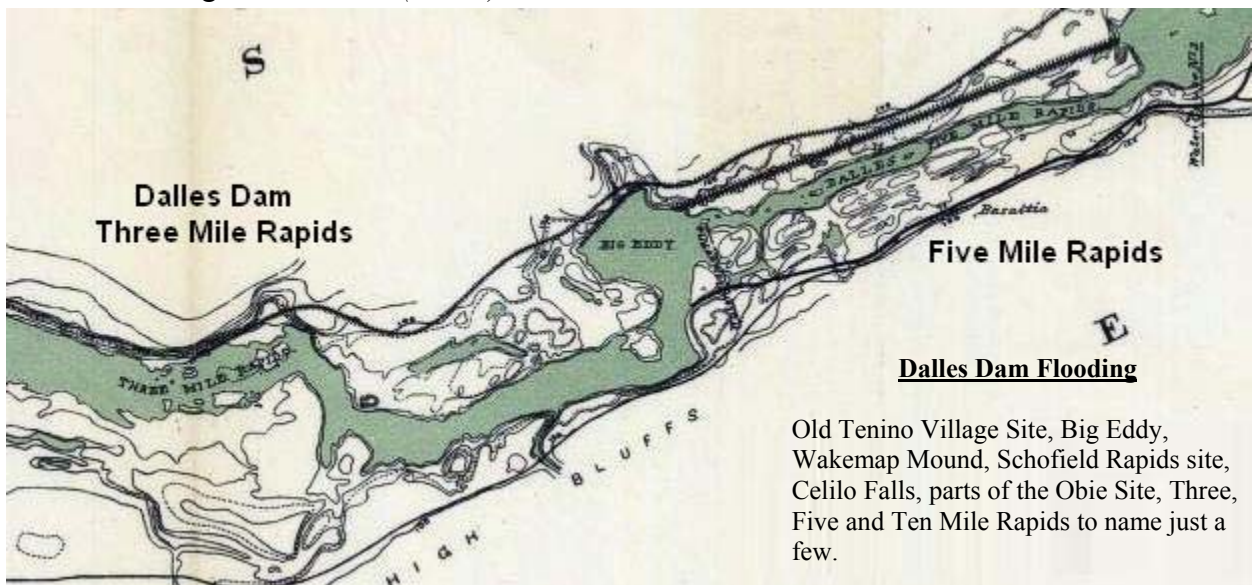 S
Dalles Dam
Three Mile Rapids
THREE MILE RAPIDS
BIG EDDY
DALLES OR FIVE MILE RAPIDS
Basaltic
Five Mile Rapids
E
HIGH BLUFFS
Dalles Dam Flooding
Old Tenino Village Site, Big Eddy,
Wakemap Mound, Schofield Rapids site,
Celilo Falls, parts of the Obie Site, Three,
Five and Ten Mile Rapids to name just a
few.